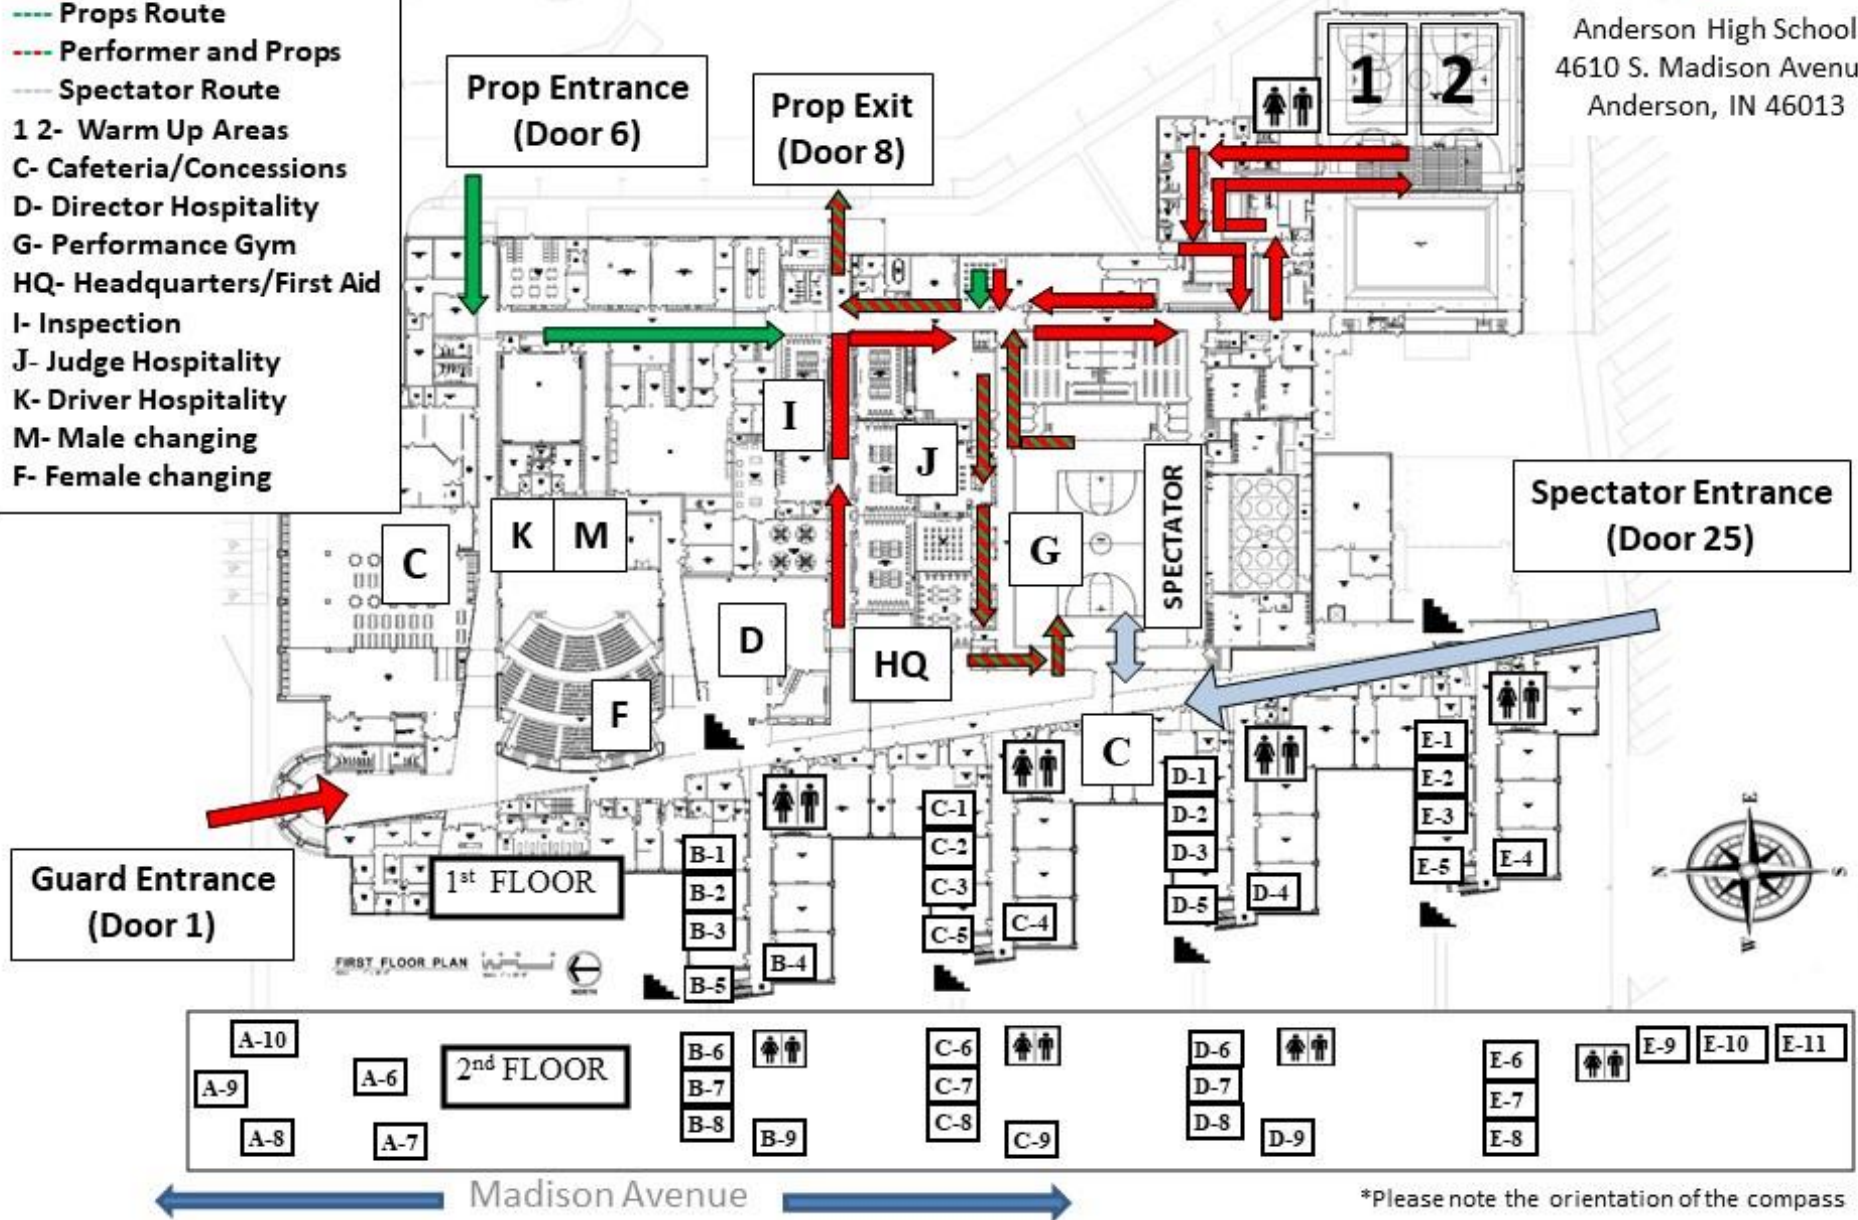 ---- Props Route
---- Performer and Props
---- Spectator Route
1 2- Warm Up Areas
C- Cafeteria/Concessions
D- Director Hospitality
G- Performance Gym
HQ- Headquarters/First Aid
I- Inspection
J- Judge Hospitality
K- Driver Hospitality
M- Male changing
F- Female changing
Prop Entrance
(Door 6)
Prop Exit
(Door 8)
1 2
Anderson High School
4610 S. Madison Avenu
Anderson, IN 46013
I
J
SPECTATOR
Spectator Entrance
(Door 25)
C
K M
G
D
HQ
F
C
Guard Entrance
(Door 1)
1st FLOOR
FIRST FLOOR PLAN
NORTH
B-1
B-2
B-3
B-4
B-5
C-1
C-2
C-3
C-4
C-5
D-1
D-2
D-3
D-4
D-5
E-1
E-2
E-3
E-4
E-5
E
N
S
W
A-10
A-9
A-8
A-6
A-7
2nd FLOOR
B-6
B-7
B-8
B-9
C-6
C-7
C-8
C-9
D-6
D-7
D-8
D-9
E-6
E-7
E-8
E-9
E-10
E-11
Madison Avenue
*Please note the orientation of the compass